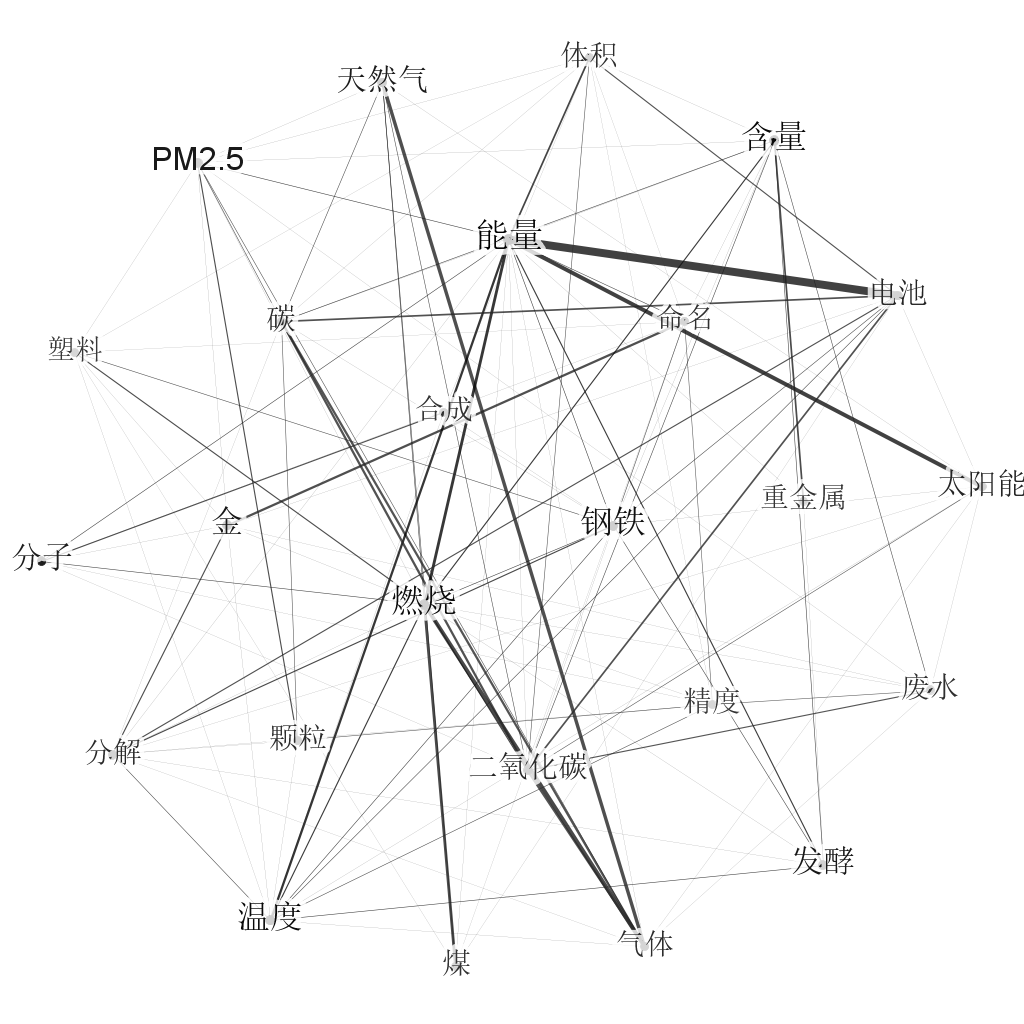 体积
天然气
含量
PM2.5
能量
电池
碳
命名
塑料
合成
太阳能
重金属
金
钢铁
分子
燃烧
废水
精度
颗粒
分解
二氧化碳
发酵
温度
气体
煤